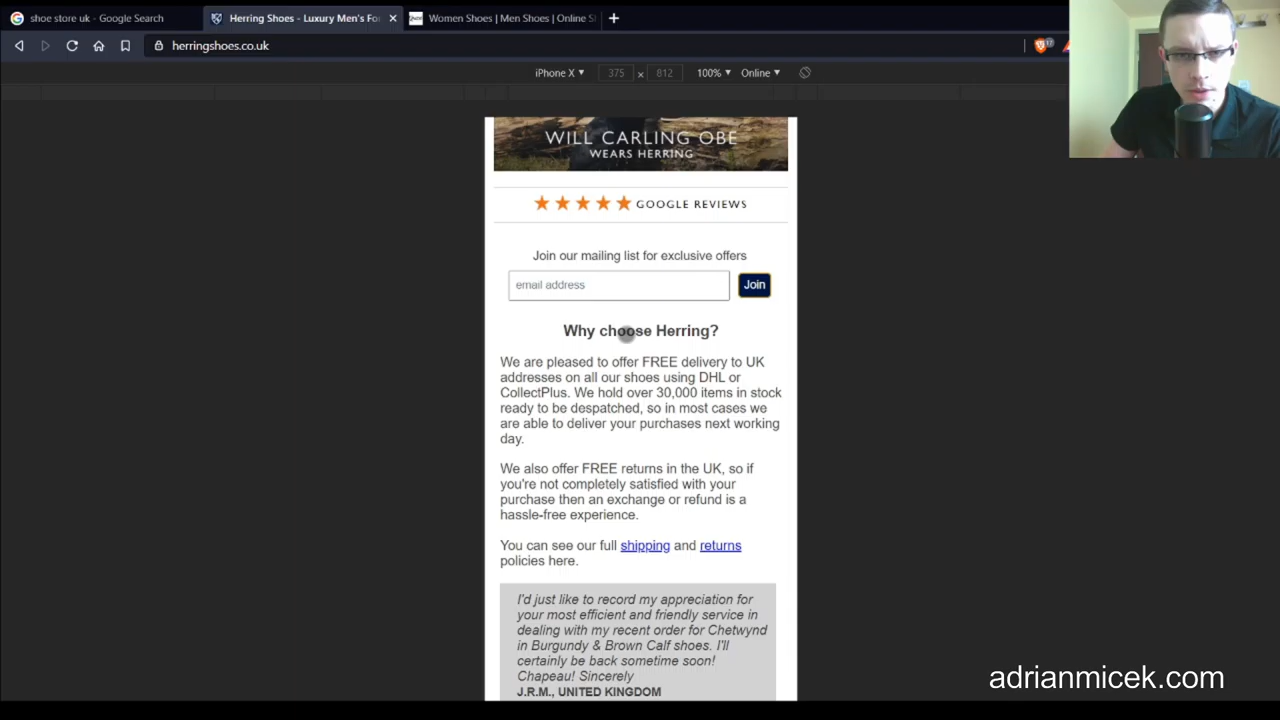 shoe store uk - Google Search
Herring Shoes - Luxury Men's Fo
Women Shoes | Men Shoes | Online S
herringshoes.co.uk
17
iPhone X 375 x 812 100% Online
WILL CARLING OBE
WEARS HERRING
GOOGLE REVIEWS
Join our mailing list for exclusive offers
email address
Join
Why choose Herring?
We are pleased to offer FREE delivery to UK
addresses on all our shoes using DHL or
CollectPlus. We hold over 30,000 items in stock
ready to be despatched, so in most cases we
are able to deliver your purchases next working
day.
We also offer FREE returns in the UK, so if
you're not completely satisfied with your
purchase then an exchange or refund is a
hassle-free experience.
You can see our full shipping and returns
policies here.
I'd just like to record my appreciation for
your most efficient and friendly service in
dealing with my recent order for Chetwynd
in Burgundy & Brown Calf shoes. I'll
certainly be back sometime soon!
Chapeau! Sincerely
J.R.M., UNITED KINGDOM
adrianmicek.com